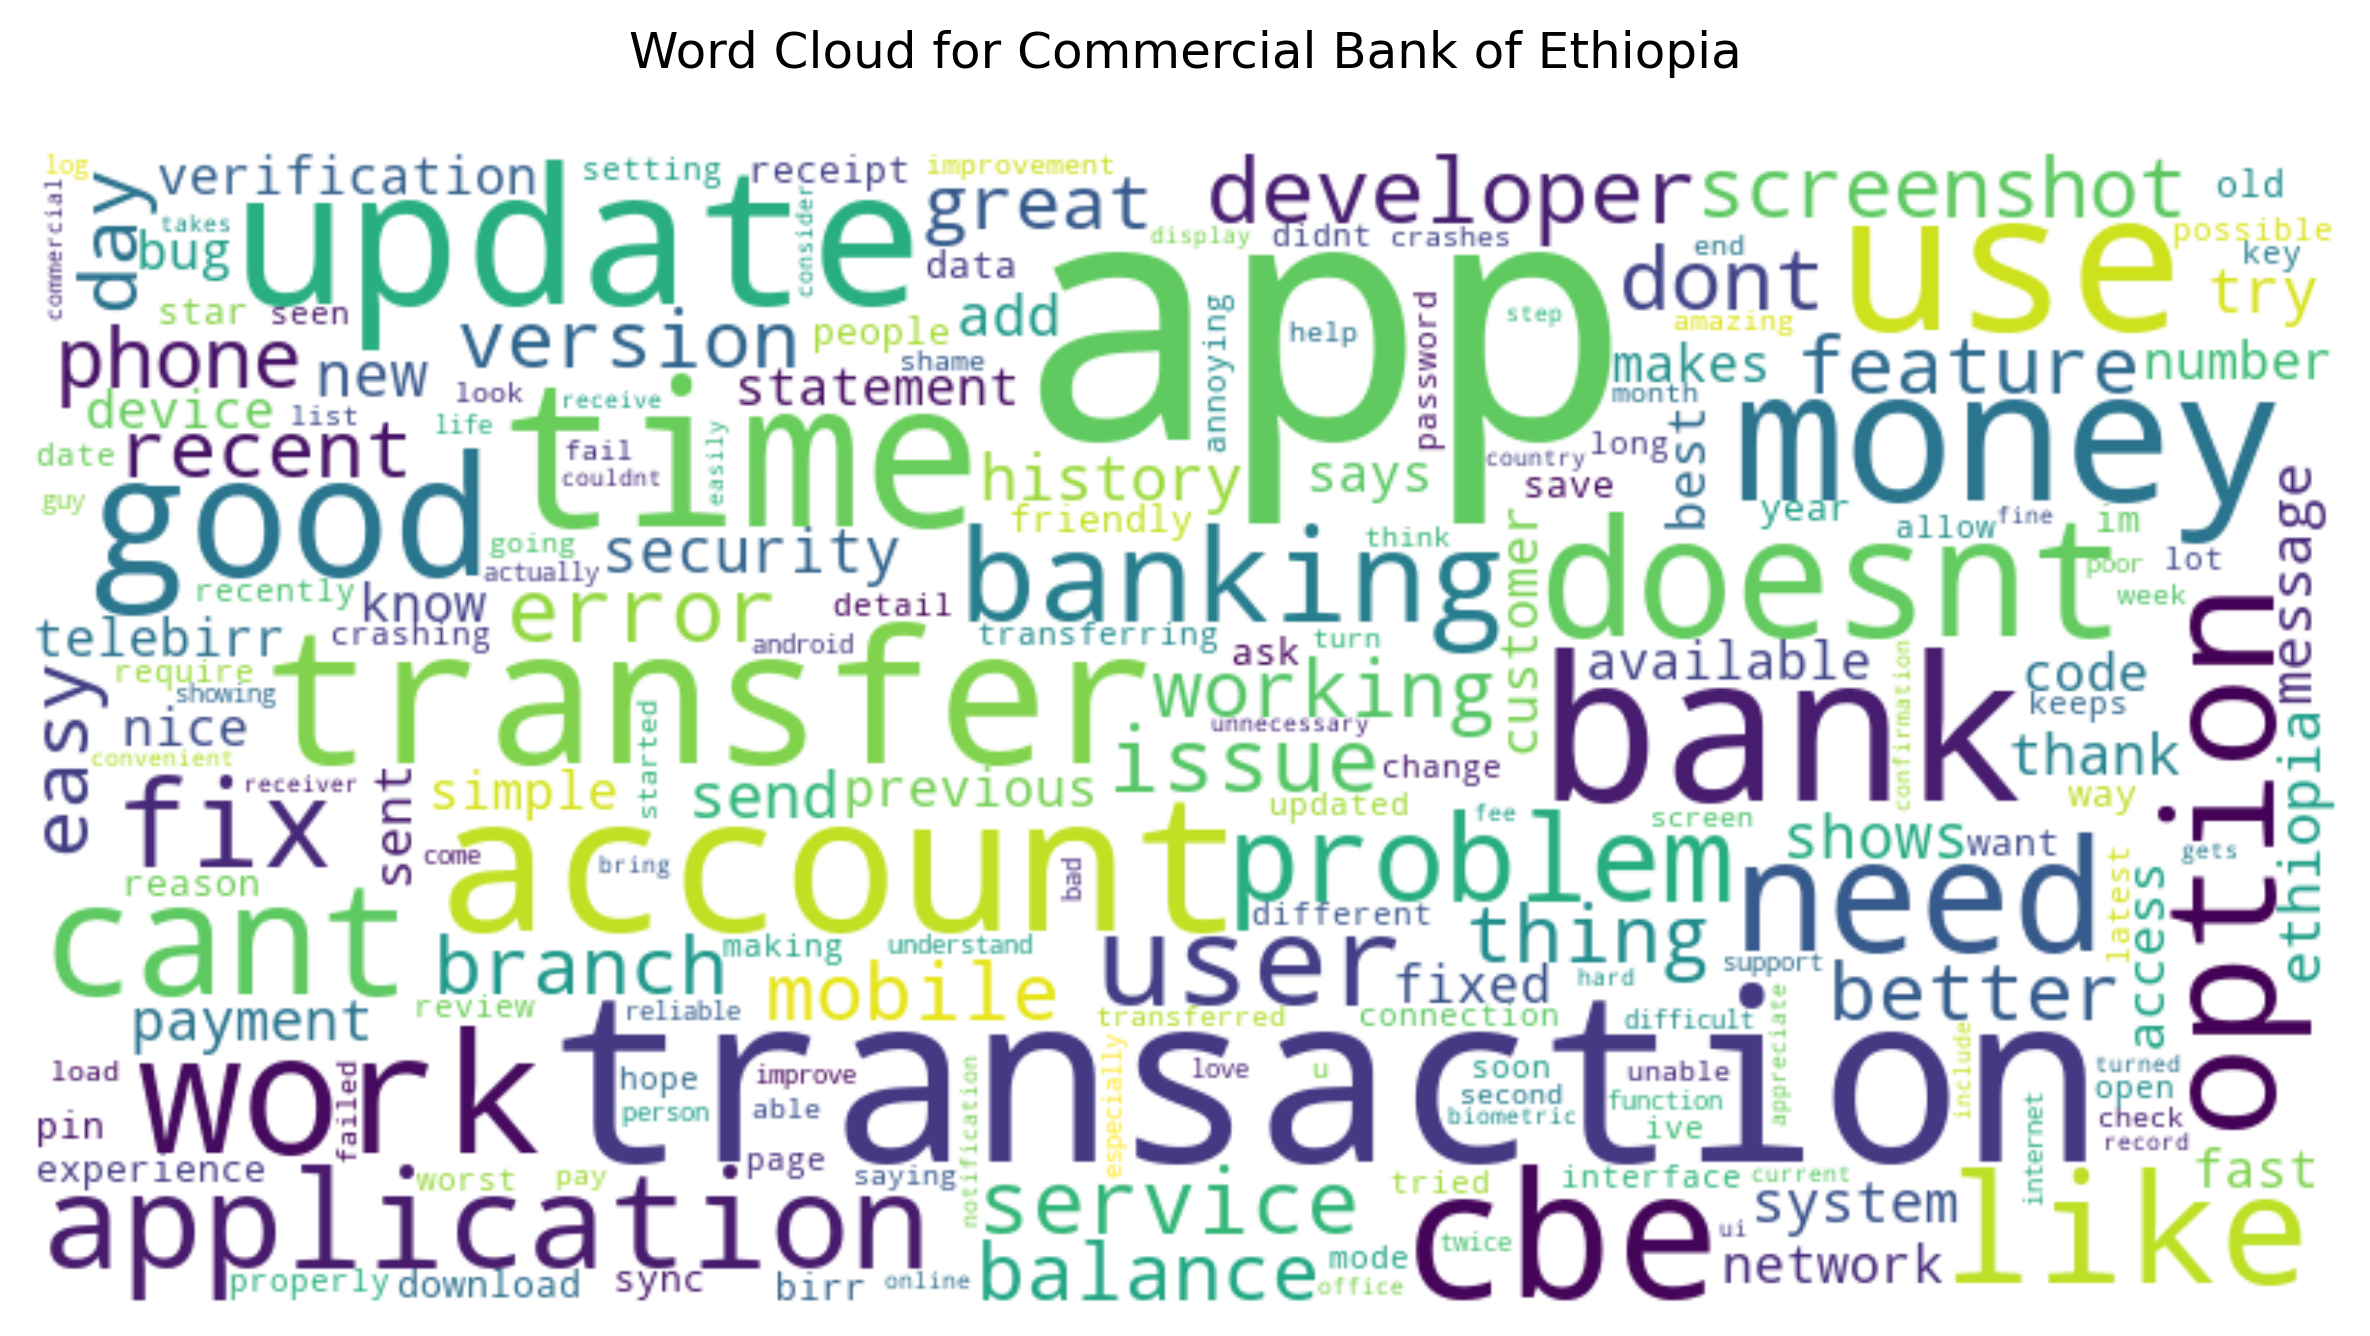 Word Cloud for Commercial Bank of Ethiopia
log
commercial
day
verification
takes
bug
update
setting
consider
receipt
improvement
great
data
display
didnt
crashes
developer
screenshot
old
possible
key
try
use
end
dont
amazing
app
star
seen
phone
new
version
people
add
shame
look
statement
annoying
help
password
step
makes
feature
number
month
device
list
life
receive
time
fail
couldnt
easily
recent
date
guy
good
history
friendly
says
country
long
save
best
money
year
allow
fine
im
lot
poor
week
message
going
actually
security
recently
know
crashing
error
detail
android
banking
think
customer
doesnt
telebirr
require
showing
easy
nice
convenient
transfer
transferring
ask
turn
working
unnecessary
issue
change
available
bank
confirmation
code
keeps
thank
way
option
ethiopia
started
fix
receiver
sent
simple
send
previous
updated
fee
screen
come
bring
account
bad
problem
shows
want
need
gets
latest
access
reason
cant
branch
making
understand
different
user
thing
fixed
hard
support
better
payment
review
mobile
reliable
transferred
connection
difficult
appreciate
include
load
work
failed
pin
transaction
hope
person
improve
able
love
u
soon
second
biometric
unable
function
ive
turned
open
check
record
internet
notification
especially
experience
worst
pay
page
saying
application
service
tried
interface
current
fast
cbe
ui
system
like
network
balance
mode
office
twice
properly
download
sync
birr
online